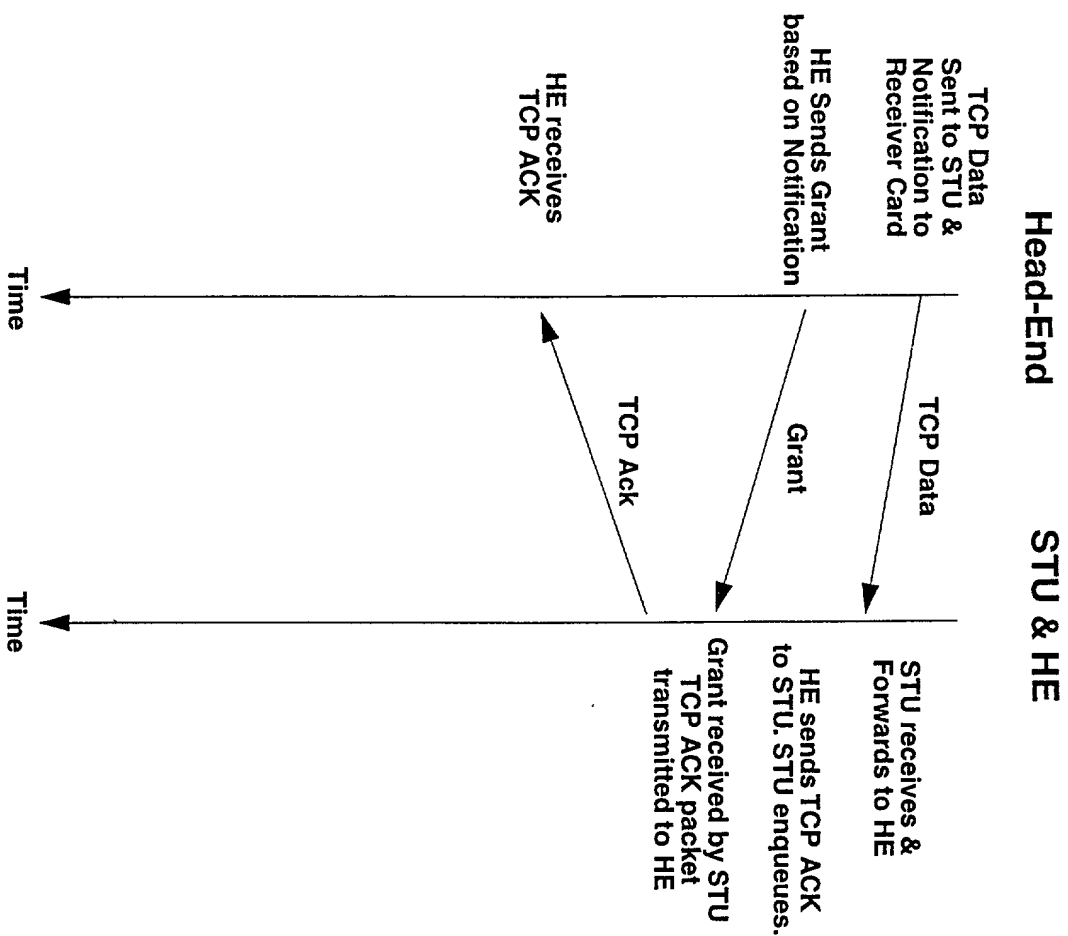 Head-End
STU & HE
TCP Data
Sent to STU &
Notification to
Receiver Card
HE Sends Grant
based on Notification
HE receives
TCP ACK
TCP Data
Grant
TCP Ack
STU receives &
Forwards to HE
HE sends TCP ACK
to STU. STU enqueues.
Grant received by STU
TCP ACK packet
transmitted to HE
Time
Time